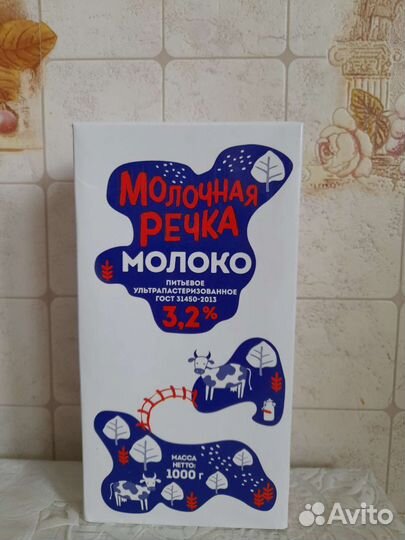 Молочная
речка
молоко
питьевое
ультрапастеризованное
ГОСТ 31450-2013
3,2%
масса
нетто:
1000 г
Avito